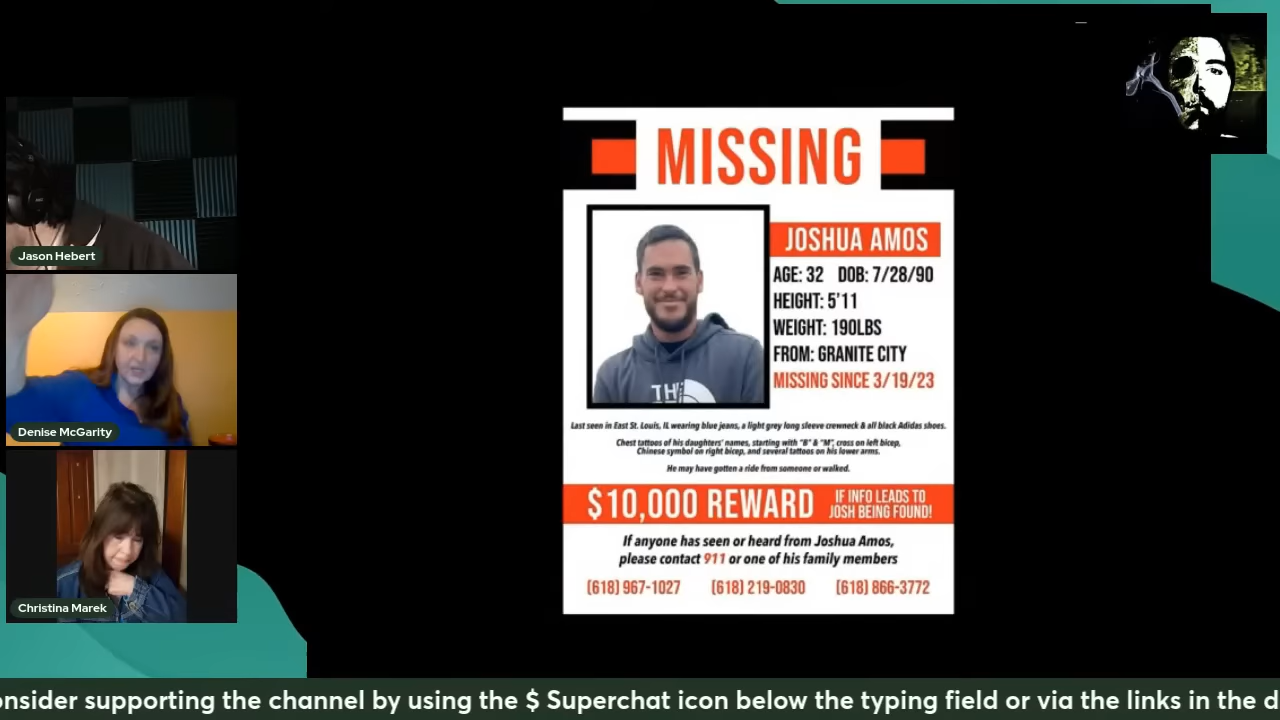 MISSING
JOSHUA AMOS
AGE: 32 DOB: 7/28/90
HEIGHT: 5'11
WEIGHT: 190LBS
FROM: GRANITE CITY
MISSING SINCE 3/19/23
TH
Last seen in East St. Louis, IL wearing blue jeans, a light grey long sleeve crewneck & all black Adidas shoes.
Chest tattoos of his daughters' names, starting with "B" & "M", cross on left bicep,
Chinese symbol on right bicep, and several tattoos on his lower arms.
He may have gotten a ride from someone or walked.
$10,000 REWARD
IF INFO LEADS TO
JOSH BEING FOUND!
If anyone has seen or heard from Joshua Amos,
please contact 911 or one of his family members
(618) 967-1027 (618) 219-0830 (618) 866-3772
Jason Hebert
Denise McGarity
Christina Marek
onsider supporting the channel by using the $ Superchat icon below the typing field or via the links in the d